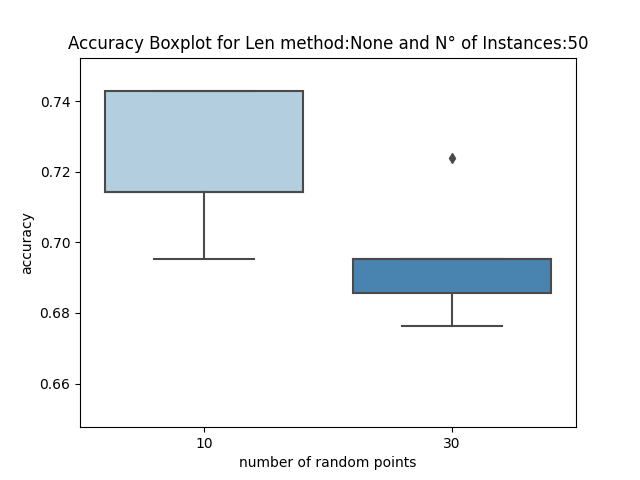 Accuracy Boxplot for Len method:None and N° of Instances:50
0.74
0.72
0.70
0.68
0.66
accuracy
10
30
number of random points